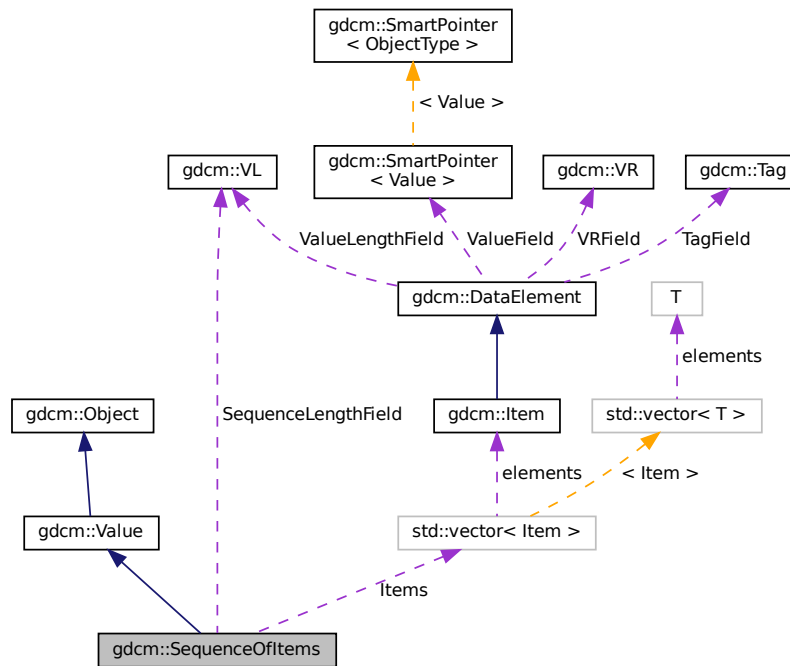 gdcm::SmartPointer
< ObjectType >
< Value >
gdcm::VL
gdcm::SmartPointer
< Value >
gdcm::VR
gdcm::Tag
ValueLengthField
ValueField
VRField
TagField
gdcm::DataElement
T
elements
gdcm::Object
SequenceLengthField
gdcm::Item
std::vector< T >
elements
< Item >
gdcm::Value
std::vector< Item >
Items
gdcm::SequenceOfItems